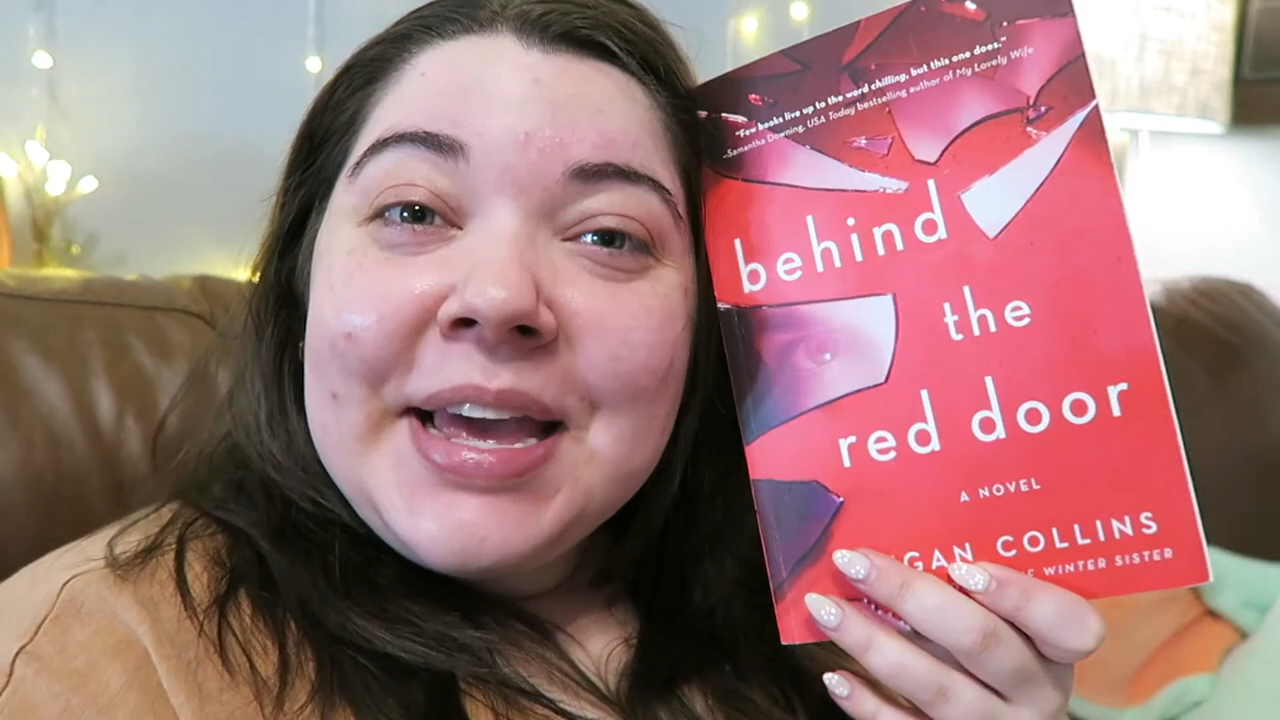 "Few books live up to the word chilling, but this one does."
—Samantha Downing, USA Today bestselling author of My Lovely Wife
behind
the
red door
A NOVEL
GAN COLLINS
WINTER SISTER